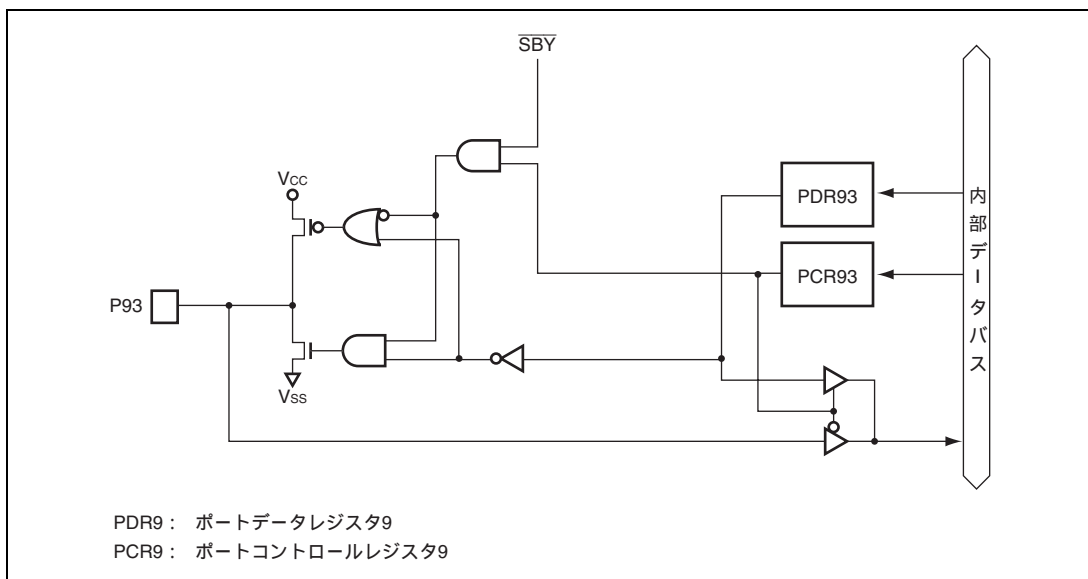 SBY
VCC
PDR93
PCR93
P93
VSS
内部データバス
PDR9： ポートデータレジスタ9
PCR9： ポートコントロールレジスタ9